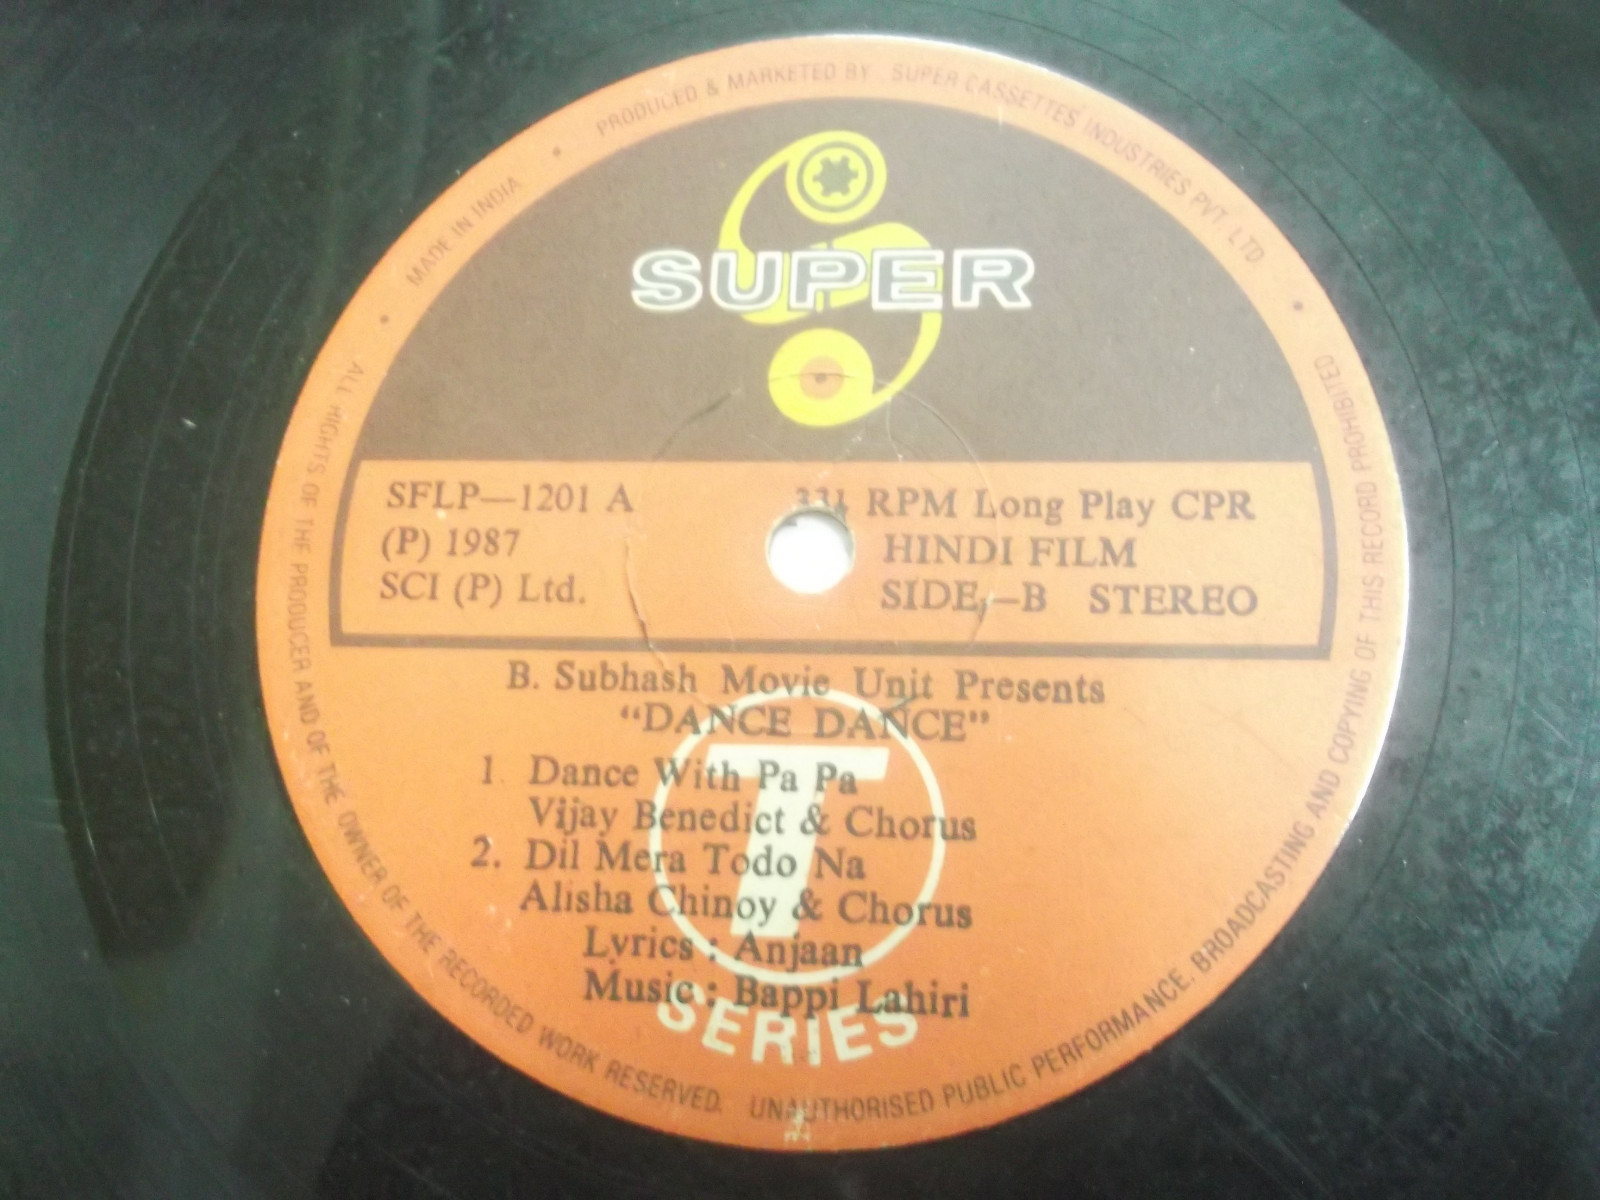 MADE IN INDIA • PRODUCED & MARKETED BY SUPER CASSETTES INDUSTRIES PVT. LTD. •
SUPER
SFLP—1201 A
(P) 1987
SCI (P) Ltd.
33⅓ RPM Long Play CPR
HINDI FILM
SIDE—B STEREO
B. Subhash Movie Unit Presents
"DANCE DANCE"
1. Dance With Pa Pa
Vijay Benedict & Chorus
2. Dil Mera Todo Na
Alisha Chinoy & Chorus
Lyrics : Anjaan
Music : Bappi Lahiri
T
SERIES
ALL RIGHTS OF THE PRODUCER AND OF THE OWNER OF THE RECORDED WORK RESERVED. UNAUTHORISED PUBLIC PERFORMANCE. BROADCASTING AND COPYING OF THIS RECORD PROHIBITED